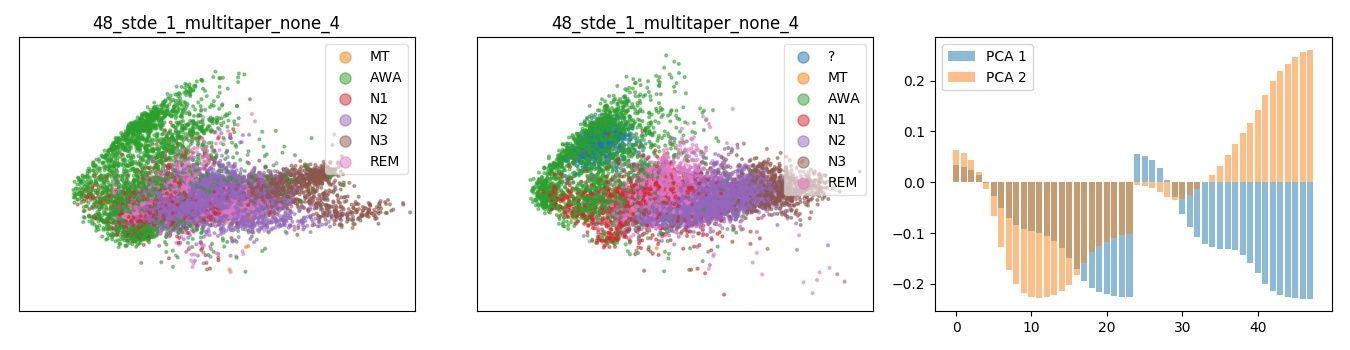 48_stde_1_multitaper_none_4
MT
AWA
N1
N2
N3
REM
48_stde_1_multitaper_none_4
?
MT
AWA
N1
N2
N3
REM
PCA 1
PCA 2
0.2
0.1
0.0
−0.1
−0.2
0 10 20 30 40